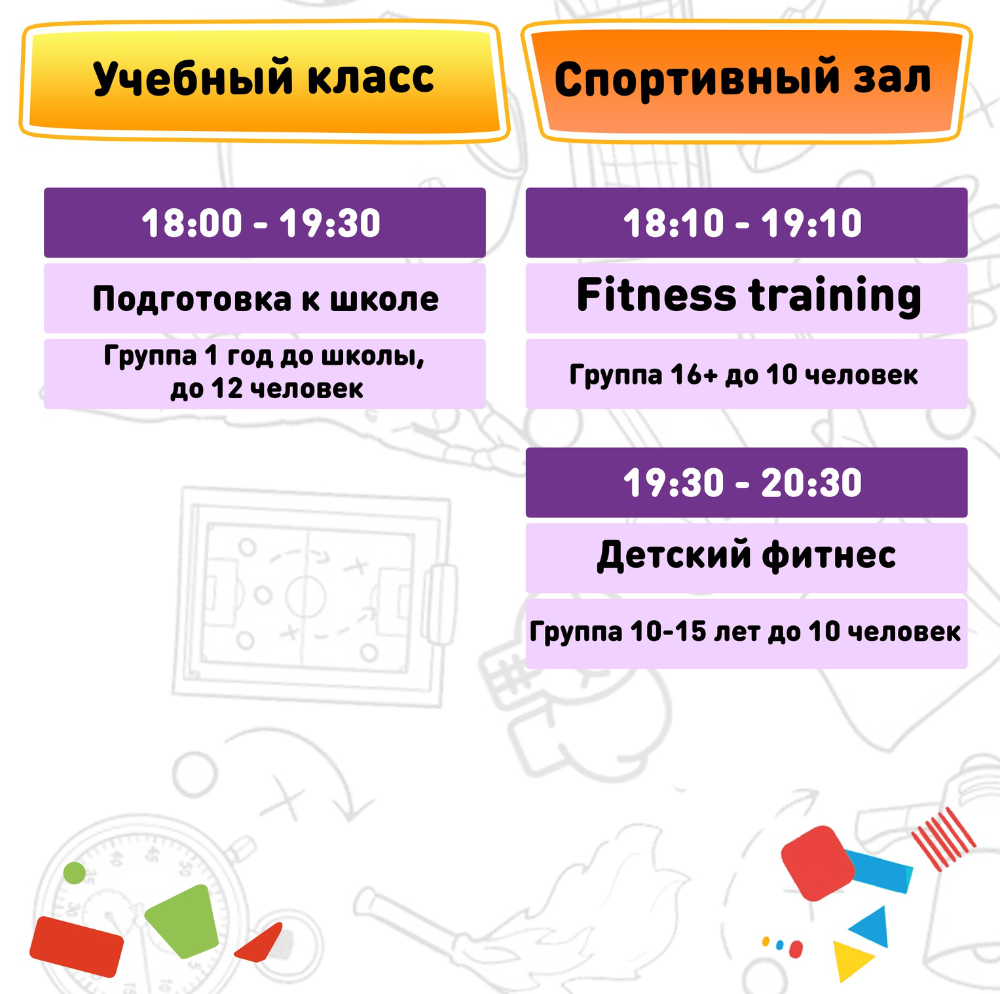 Учебный класс
18:00 - 19:30
Подготовка к школе
Группа 1 год до школы,
до 12 человек
Спортивный зал
18:10 - 19:10
Fitness training
Группа 16+ до 10 человек
19:30 - 20:30
Детский фитнес
Группа 10-15 лет до 10 человек